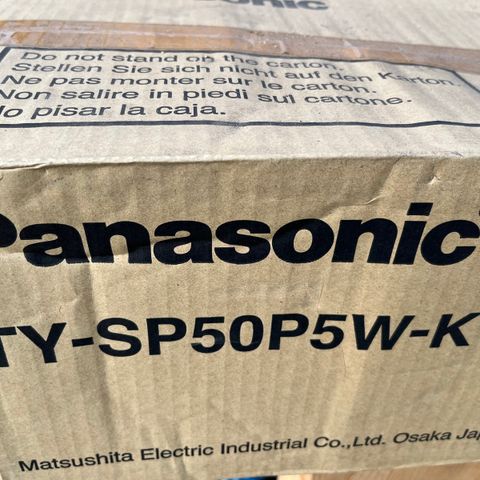 Panasonic
Do not stand on the carton.
Stellen Sie sich nicht auf den Karton.
Ne pas monter sur le carton.
Non salire in piedi sul cartone.
No pisar la caja.
Panasonic
TY-SP50P5W-K
Matsushita Electric Industrial Co.,Ltd. Osaka Jap